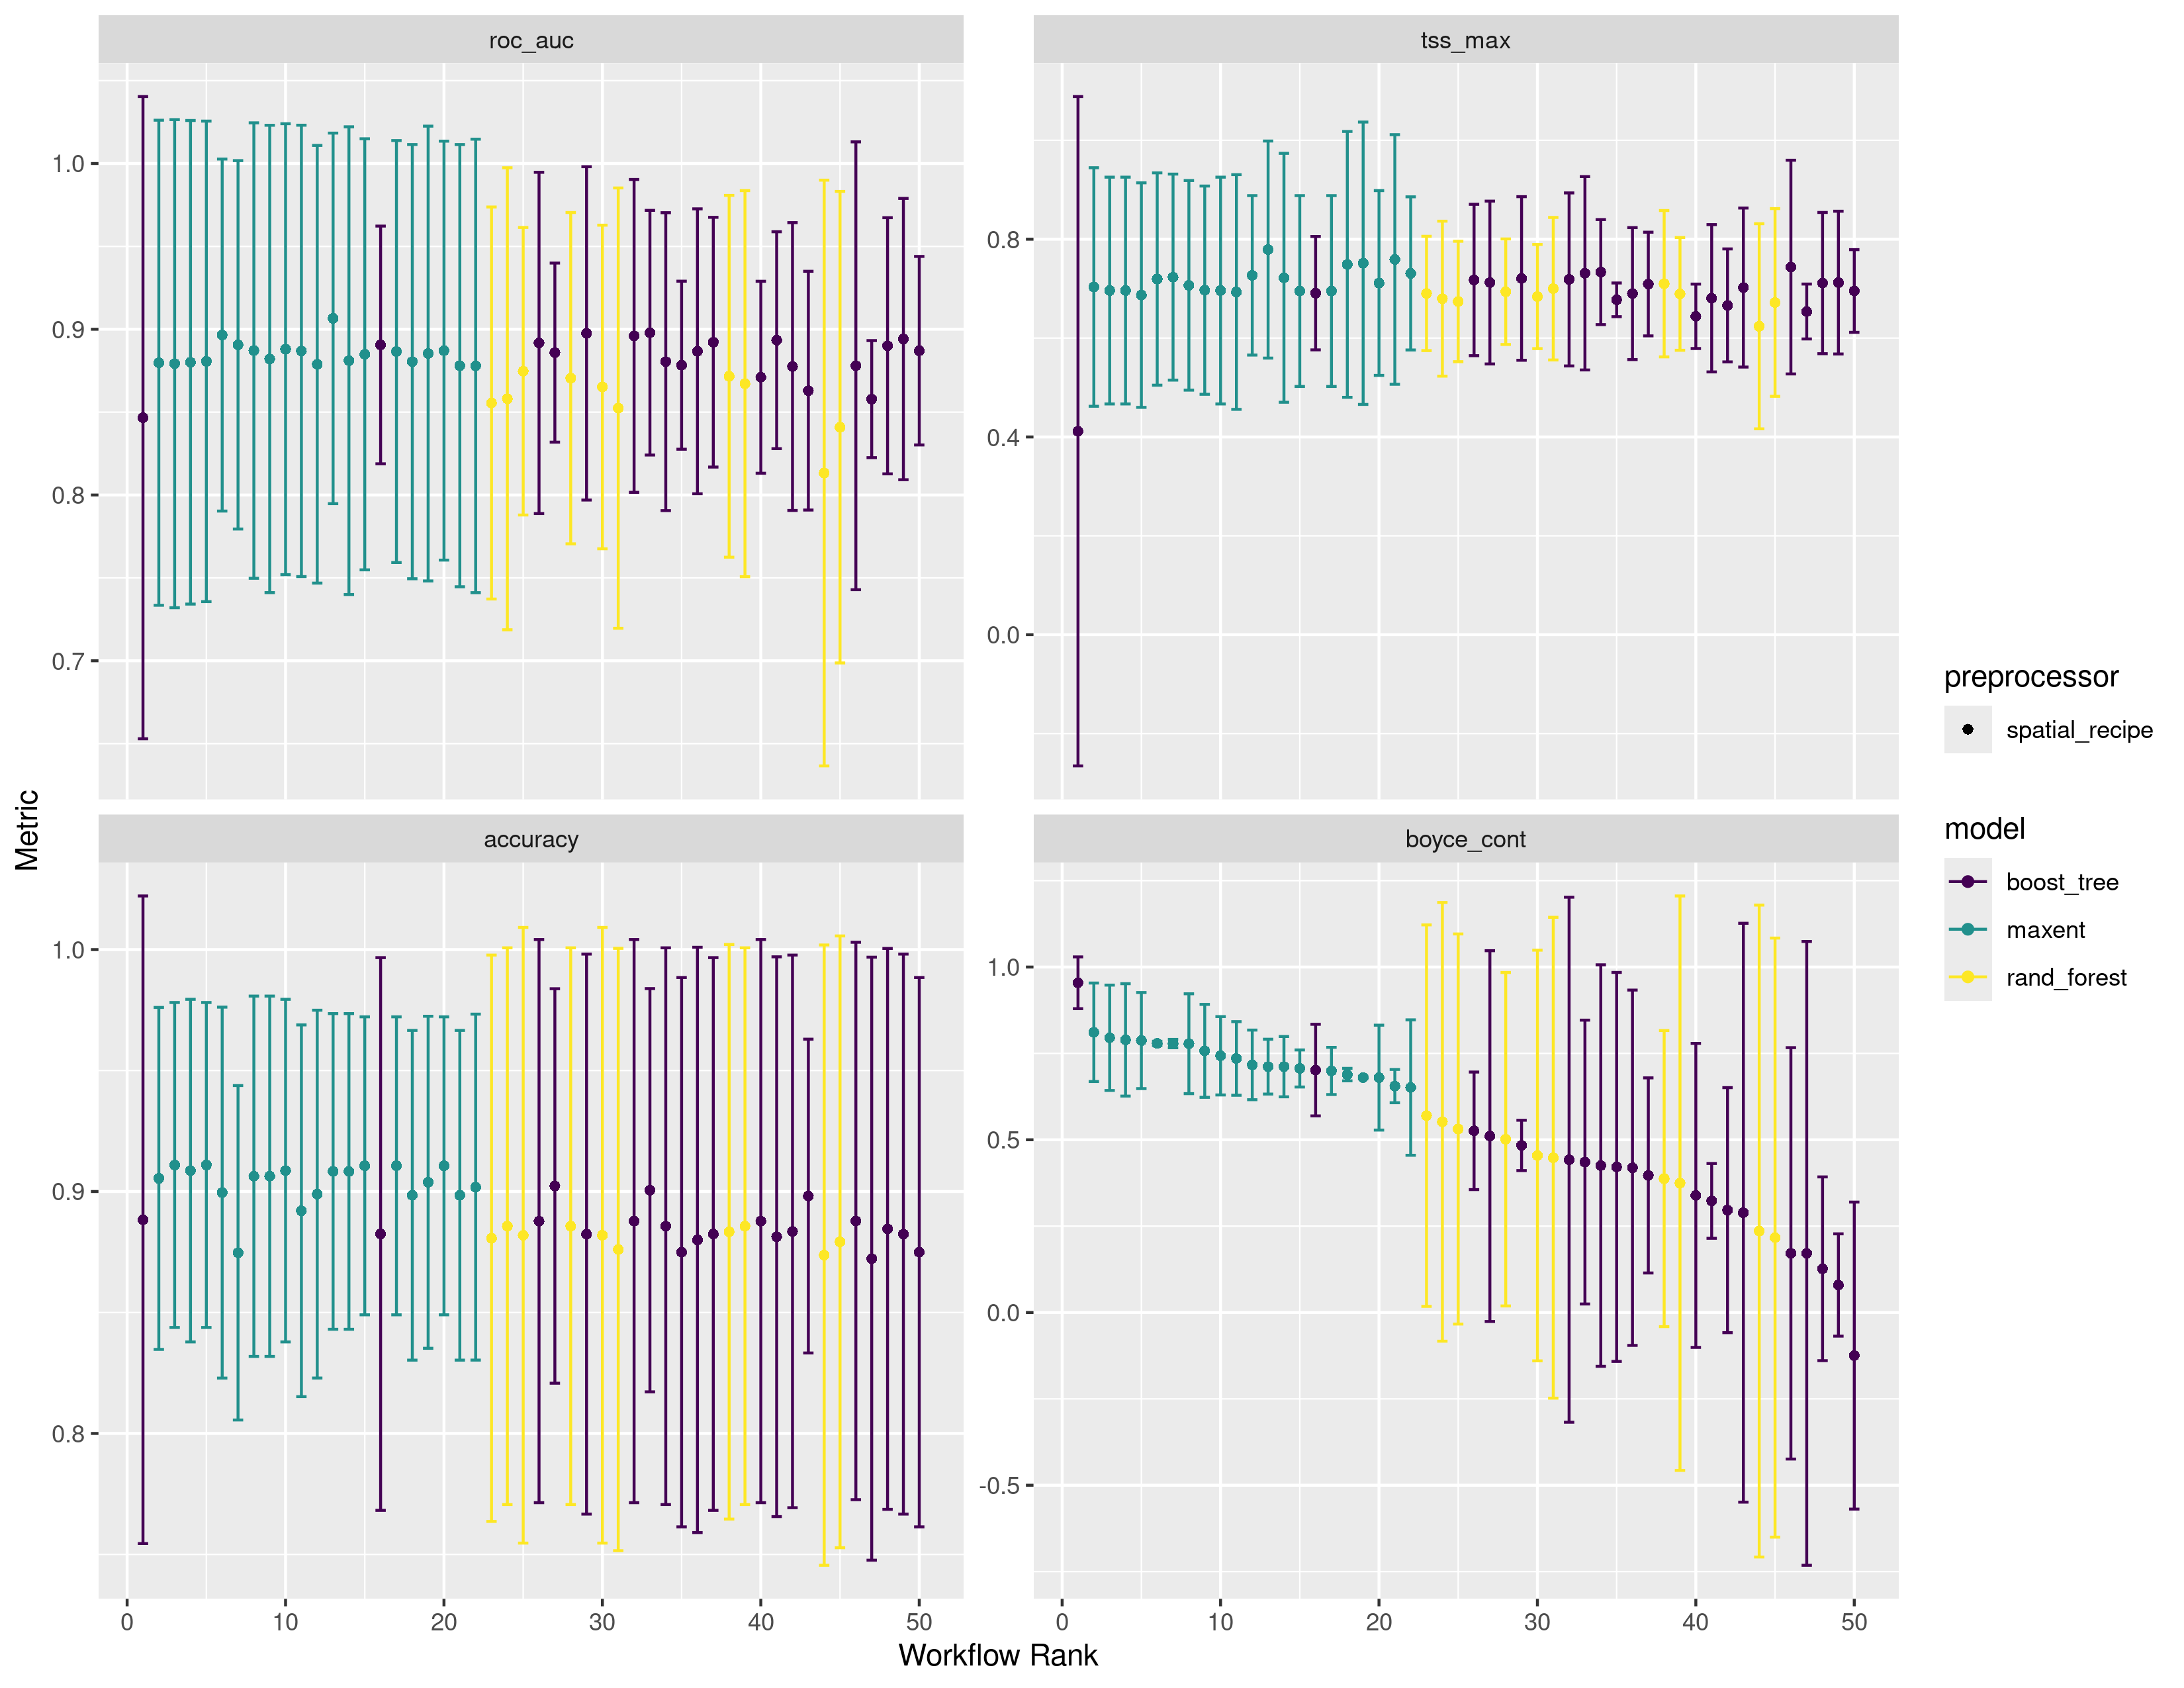 roc_auc
tss_max
1.0
0.9
0.8
0.7
0.8
0.4
0.0
accuracy
boyce_cont
1.0
0.9
0.8
1.0
0.5
0.0
-0.5
0 10 20 30 40 50
0 10 20 30 40 50
Workflow Rank
Metric
preprocessor
spatial_recipe
model
boost_tree
maxent
rand_forest